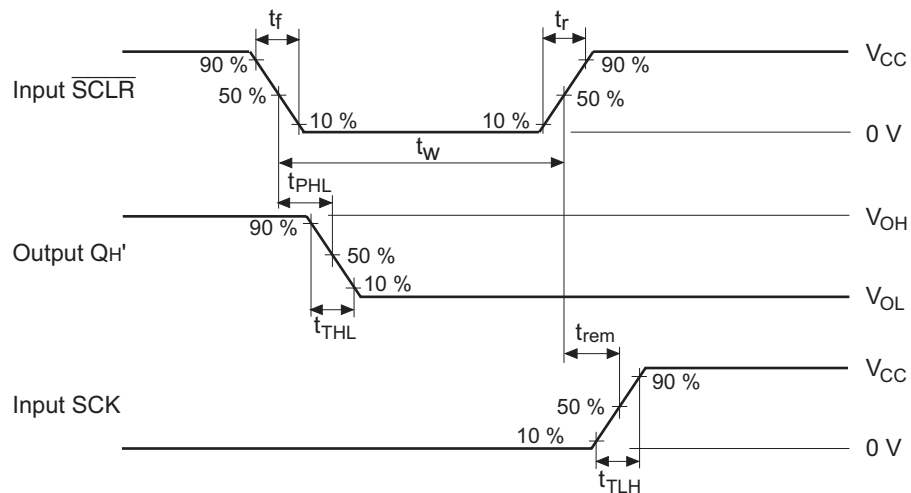 tf
tr
90 %
90 %
VCC
Input SCLR
50 %
50 %
10 %
10 %
0 V
tw
tPHL
VOH
90 %
Output QH'
50 %
10 %
VOL
tTHL
trem
VCC
90 %
Input SCK
50 %
10 %
0 V
tTLH